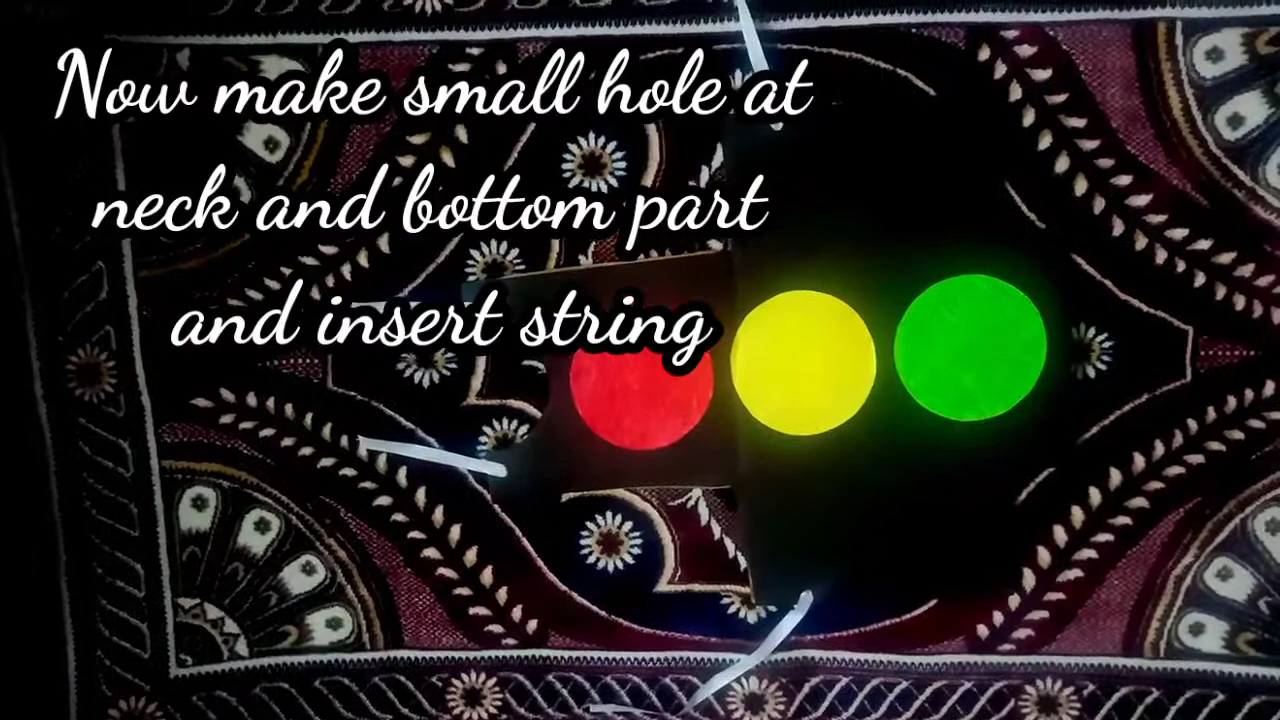 Now make small hole at
neck and bottom part
and insert string